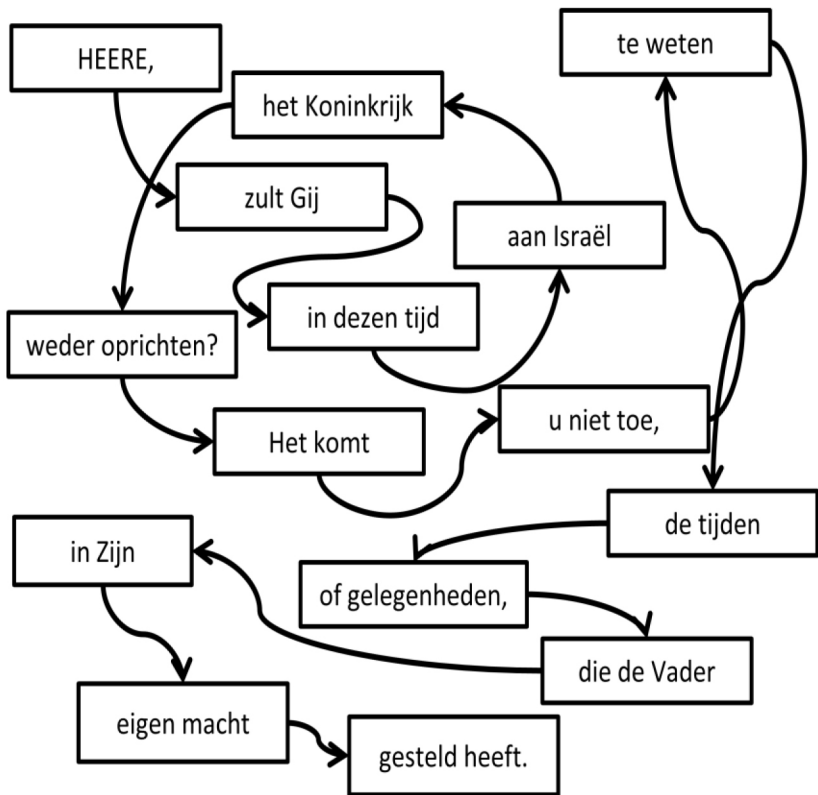 HEERE,
zult Gij
in dezen tijd
aan Israël
het Koninkrijk
weder oprichten?
Het komt
u niet toe,
te weten
de tijden
of gelegenheden,
die de Vader
in Zijn
eigen macht
gesteld heeft.